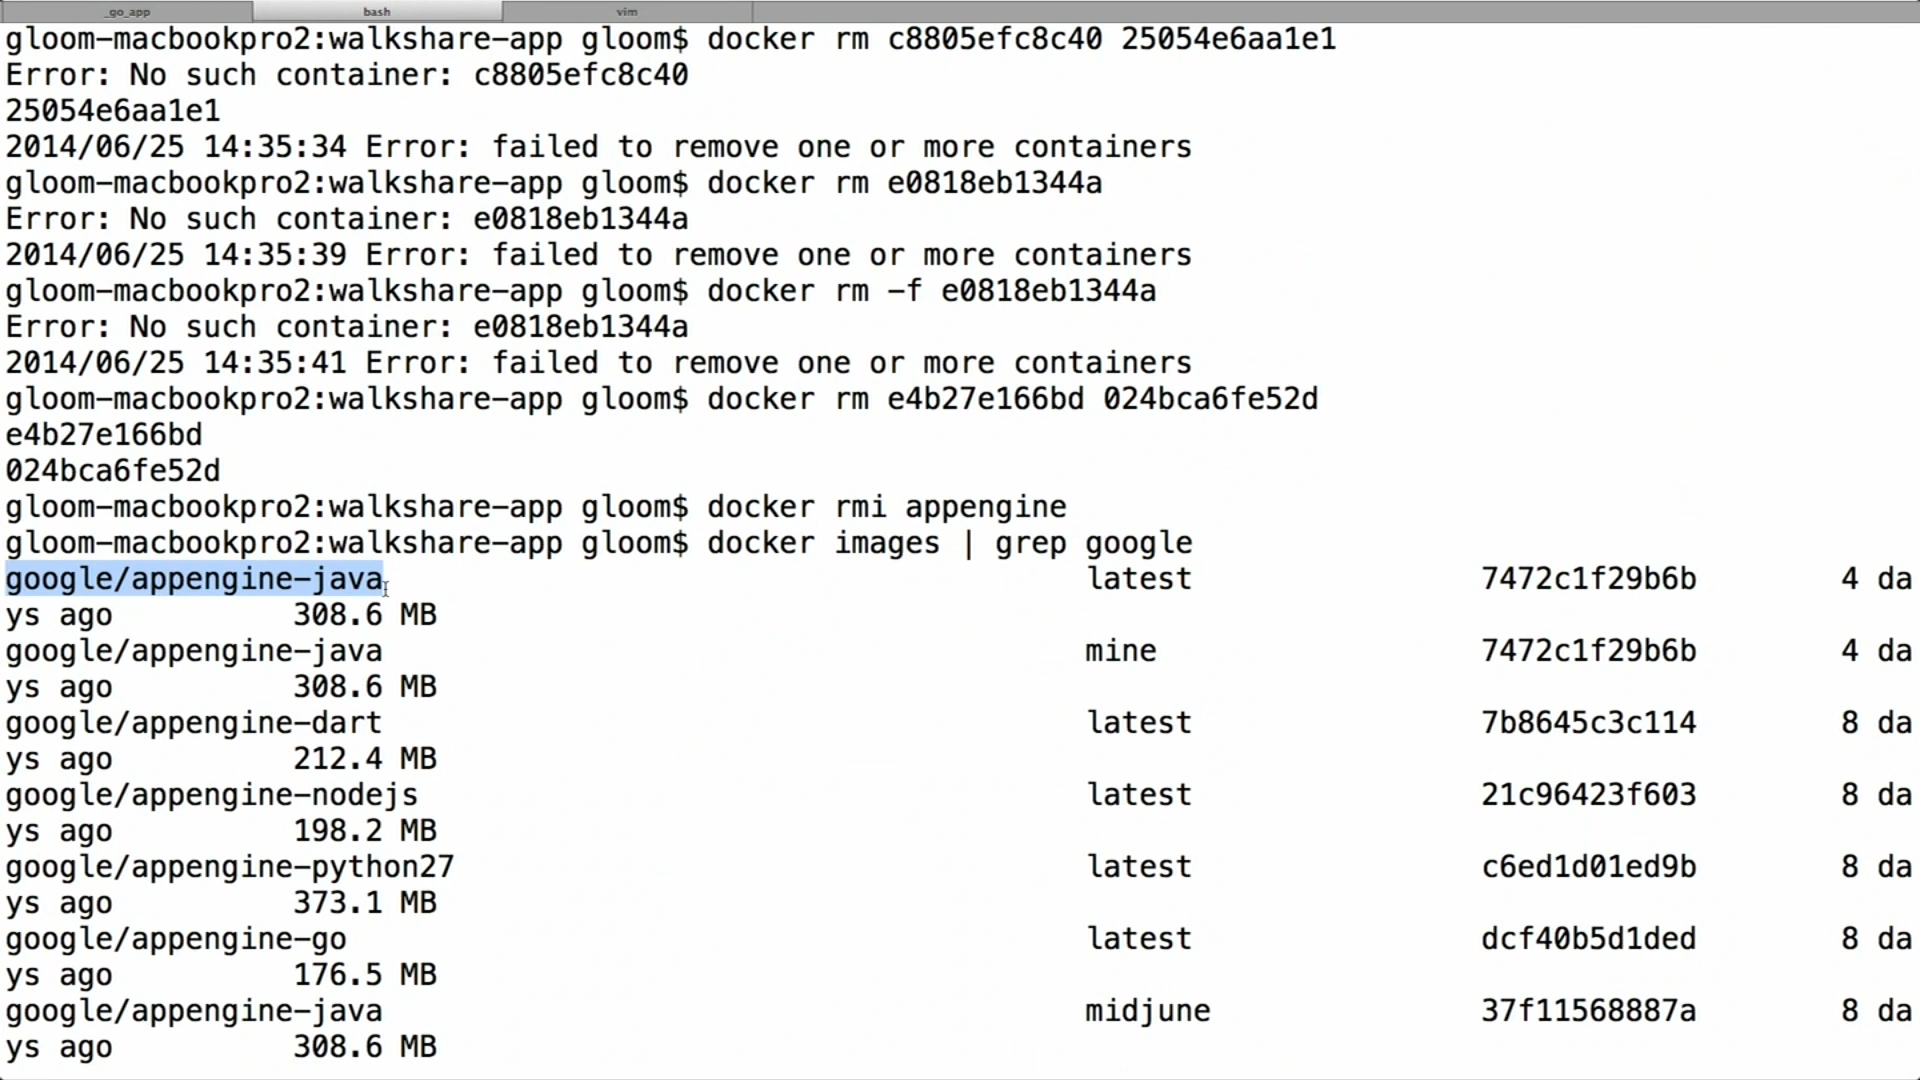 _go_app bash vim
gloom-macbookpro2:walkshare-app gloom$ docker rm c8805efc8c40 25054e6aa1e1
Error: No such container: c8805efc8c40
25054e6aa1e1
2014/06/25 14:35:34 Error: failed to remove one or more containers
gloom-macbookpro2:walkshare-app gloom$ docker rm e0818eb1344a
Error: No such container: e0818eb1344a
2014/06/25 14:35:39 Error: failed to remove one or more containers
gloom-macbookpro2:walkshare-app gloom$ docker rm -f e0818eb1344a
Error: No such container: e0818eb1344a
2014/06/25 14:35:41 Error: failed to remove one or more containers
gloom-macbookpro2:walkshare-app gloom$ docker rm e4b27e166bd 024bca6fe52d
e4b27e166bd
024bca6fe52d
gloom-macbookpro2:walkshare-app gloom$ docker rmi appengine
gloom-macbookpro2:walkshare-app gloom$ docker images | grep google
google/appengine-java latest 7472c1f29b6b 4 da
ys ago 308.6 MB
google/appengine-java mine 7472c1f29b6b 4 da
ys ago 308.6 MB
google/appengine-dart latest 7b8645c3c114 8 da
ys ago 212.4 MB
google/appengine-nodejs latest 21c96423f603 8 da
ys ago 198.2 MB
google/appengine-python27 latest c6ed1d01ed9b 8 da
ys ago 373.1 MB
google/appengine-go latest dcf40b5d1ded 8 da
ys ago 176.5 MB
google/appengine-java midjune 37f11568887a 8 da
ys ago 308.6 MB